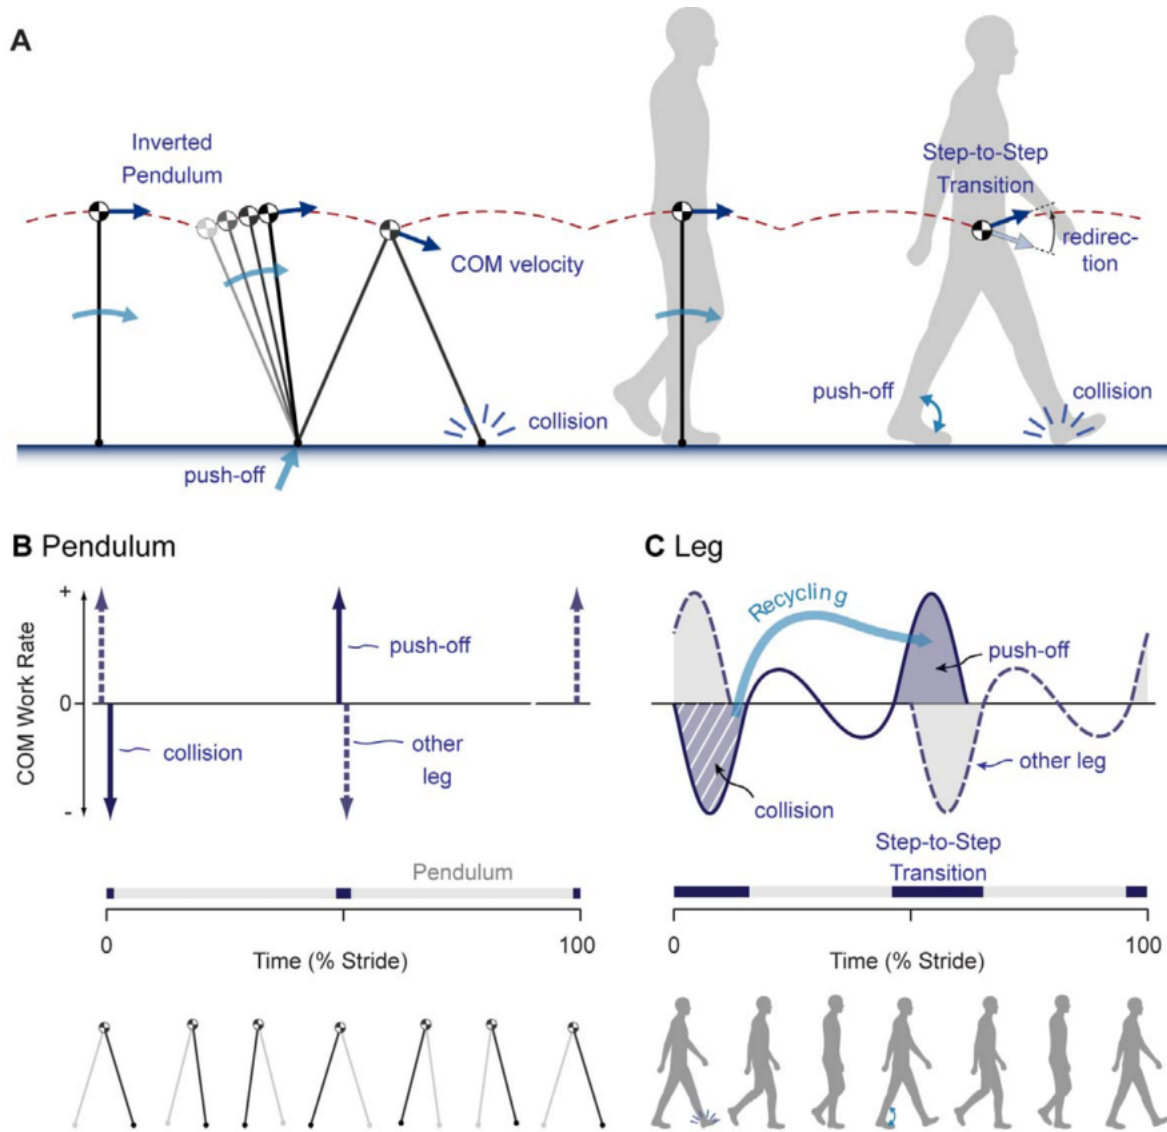 A
Inverted
Pendulum
COM velocity
collision
push-off
Step-to-Step
Transition
redirec-
tion
push-off
collision
B Pendulum
COM Work Rate
+
0
-
push-off
collision
other
leg
Pendulum
0
100
Time (% Stride)
C Leg
Recycling
push-off
other leg
collision
Step-to-Step
Transition
0
100
Time (% Stride)